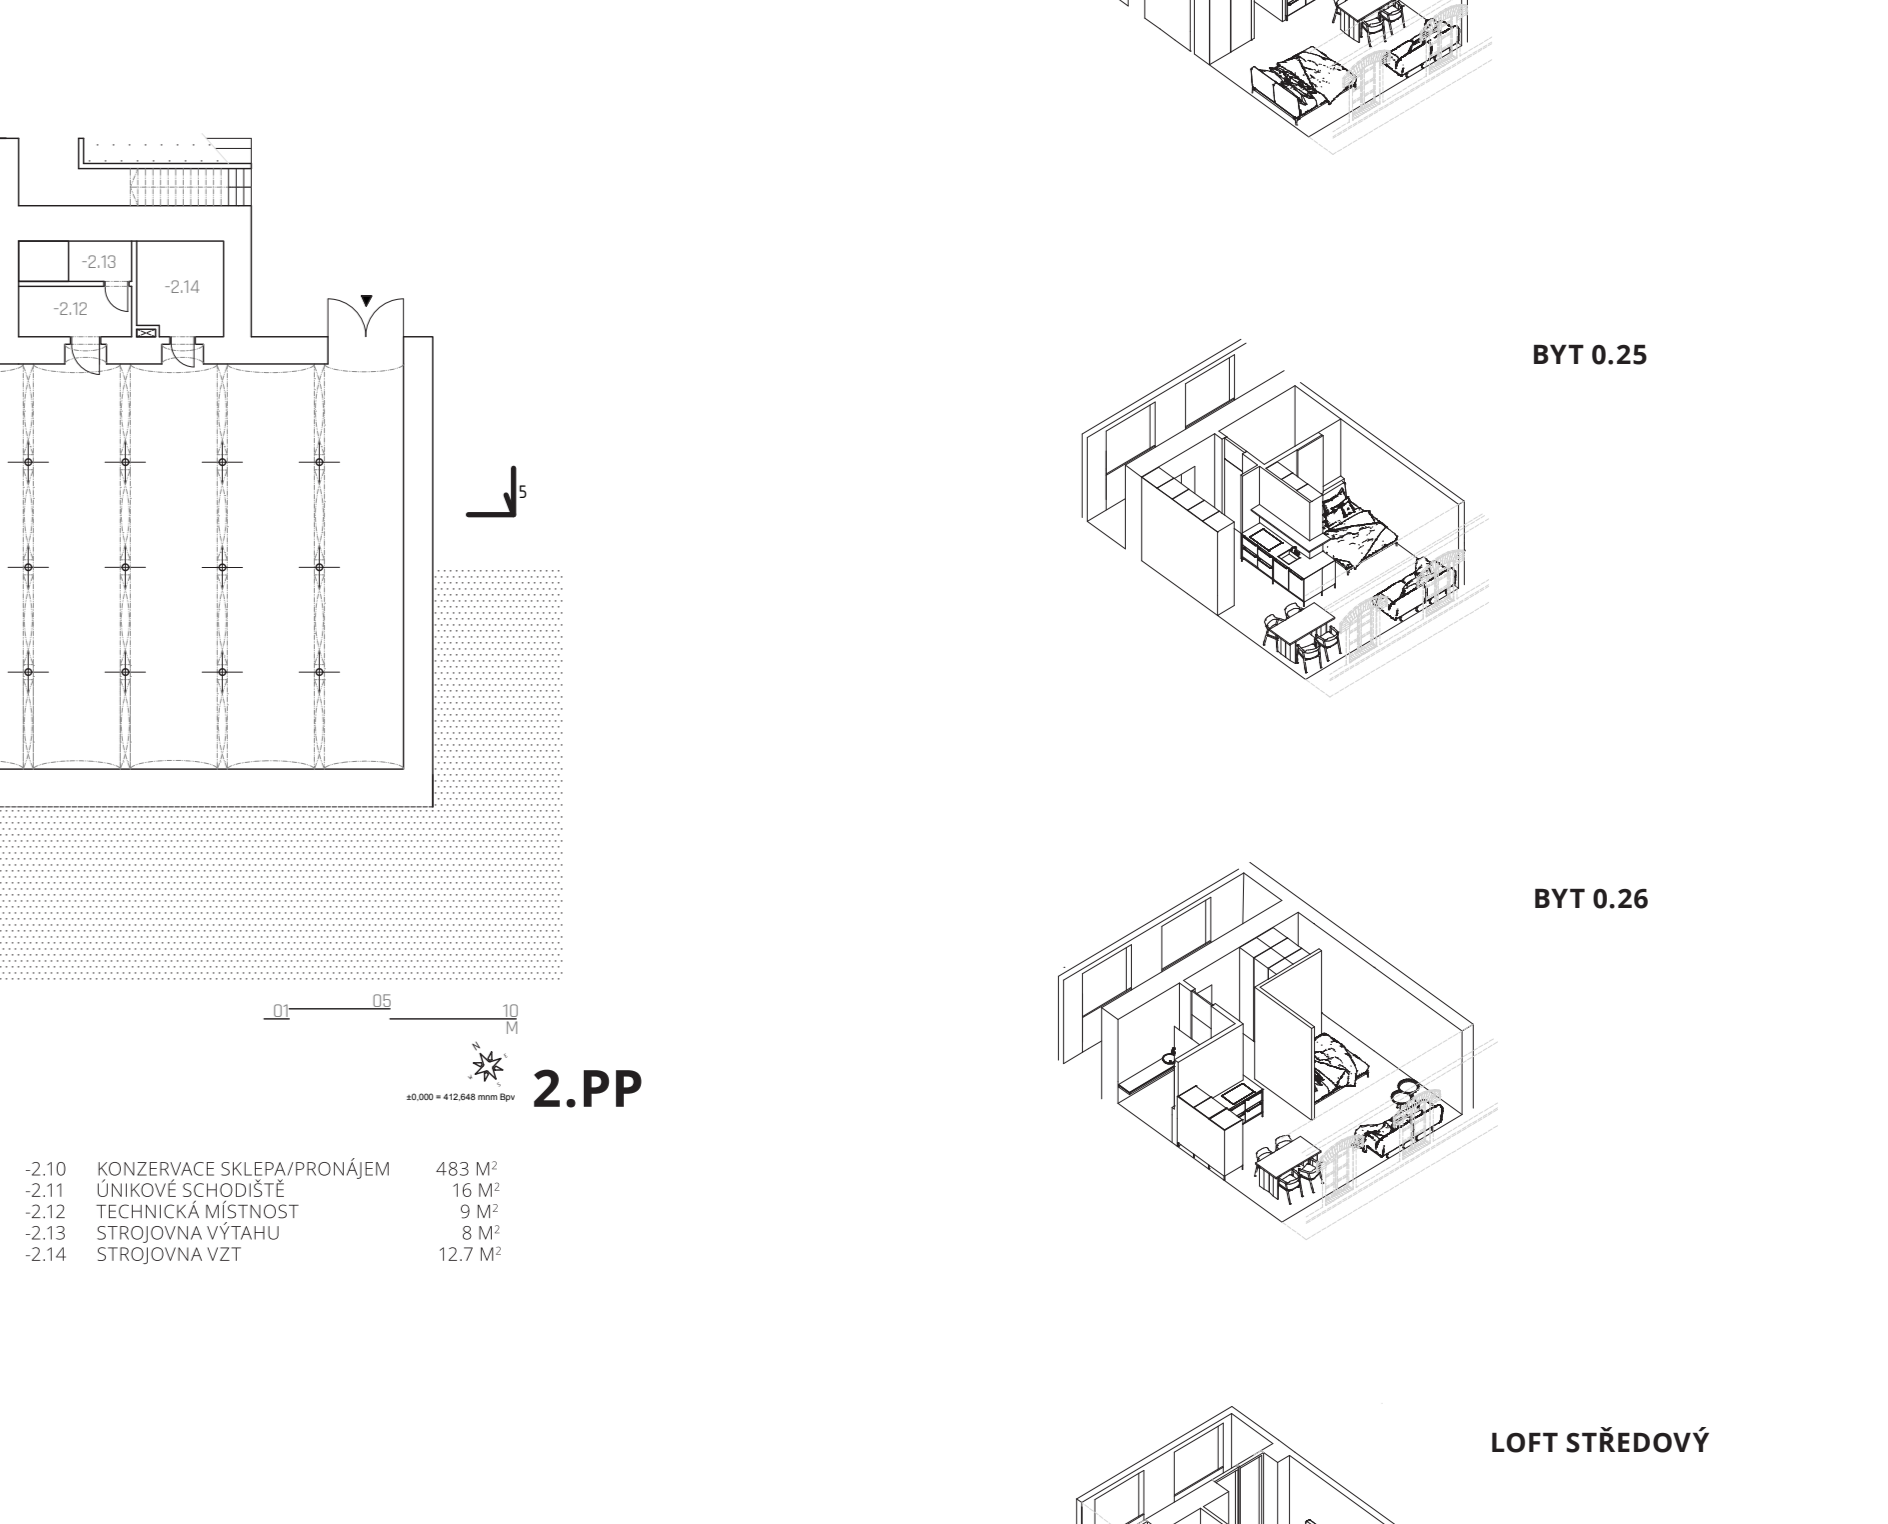 -2.13
-2.14
-2.12
5
01
05
10
M
N
±0,000 = 412,648 mnm Bpv
2.PP
-2.10 KONZERVACE SKLEPA/PRONÁJEM 483 M²
-2.11 ÚNIKOVÉ SCHODIŠTĚ 16 M²
-2.12 TECHNICKÁ MÍSTNOST 9 M²
-2.13 STROJOVNA VÝTAHU 8 M²
-2.14 STROJOVNA VZT 12.7 M²
BYT 0.25
BYT 0.26
LOFT STŘEDOVÝ